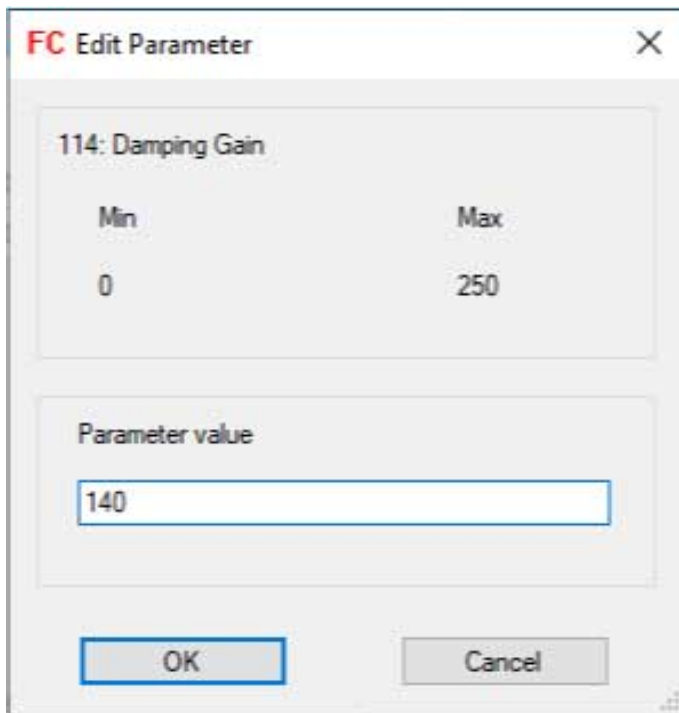 FC Edit Parameter
114: Damping Gain
Min Max
0 250
Parameter value
140
OK Cancel